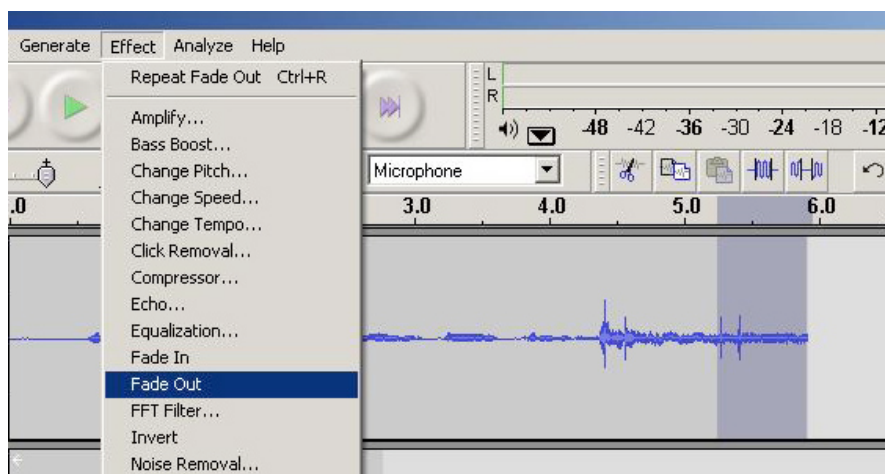 Generate Effect Analyze Help
Repeat Fade Out Ctrl+R
L
R
Amplify...
-48 -42 -36 -30 -24 -18 -12
Bass Boost...
Change Pitch...
Microphone
Change Speed...
.0 3.0 4.0 5.0 6.0
Change Tempo...
Click Removal...
Compressor...
Echo...
Equalization...
Fade In
Fade Out
FFT Filter...
Invert
Noise Removal...